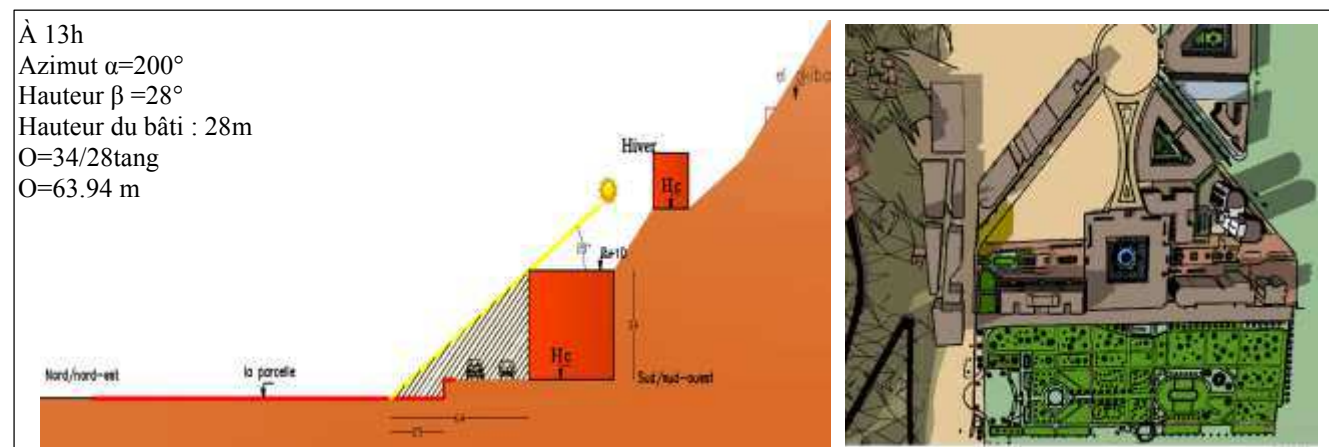 À 13h
Azimut α=200°
Hauteur β =28°
Hauteur du bâti : 28m
O=34/28tang
O=63.94 m
Hiver
Hc
Hc
Nord/nord-est
la parcelle
Sud/sud-ouest